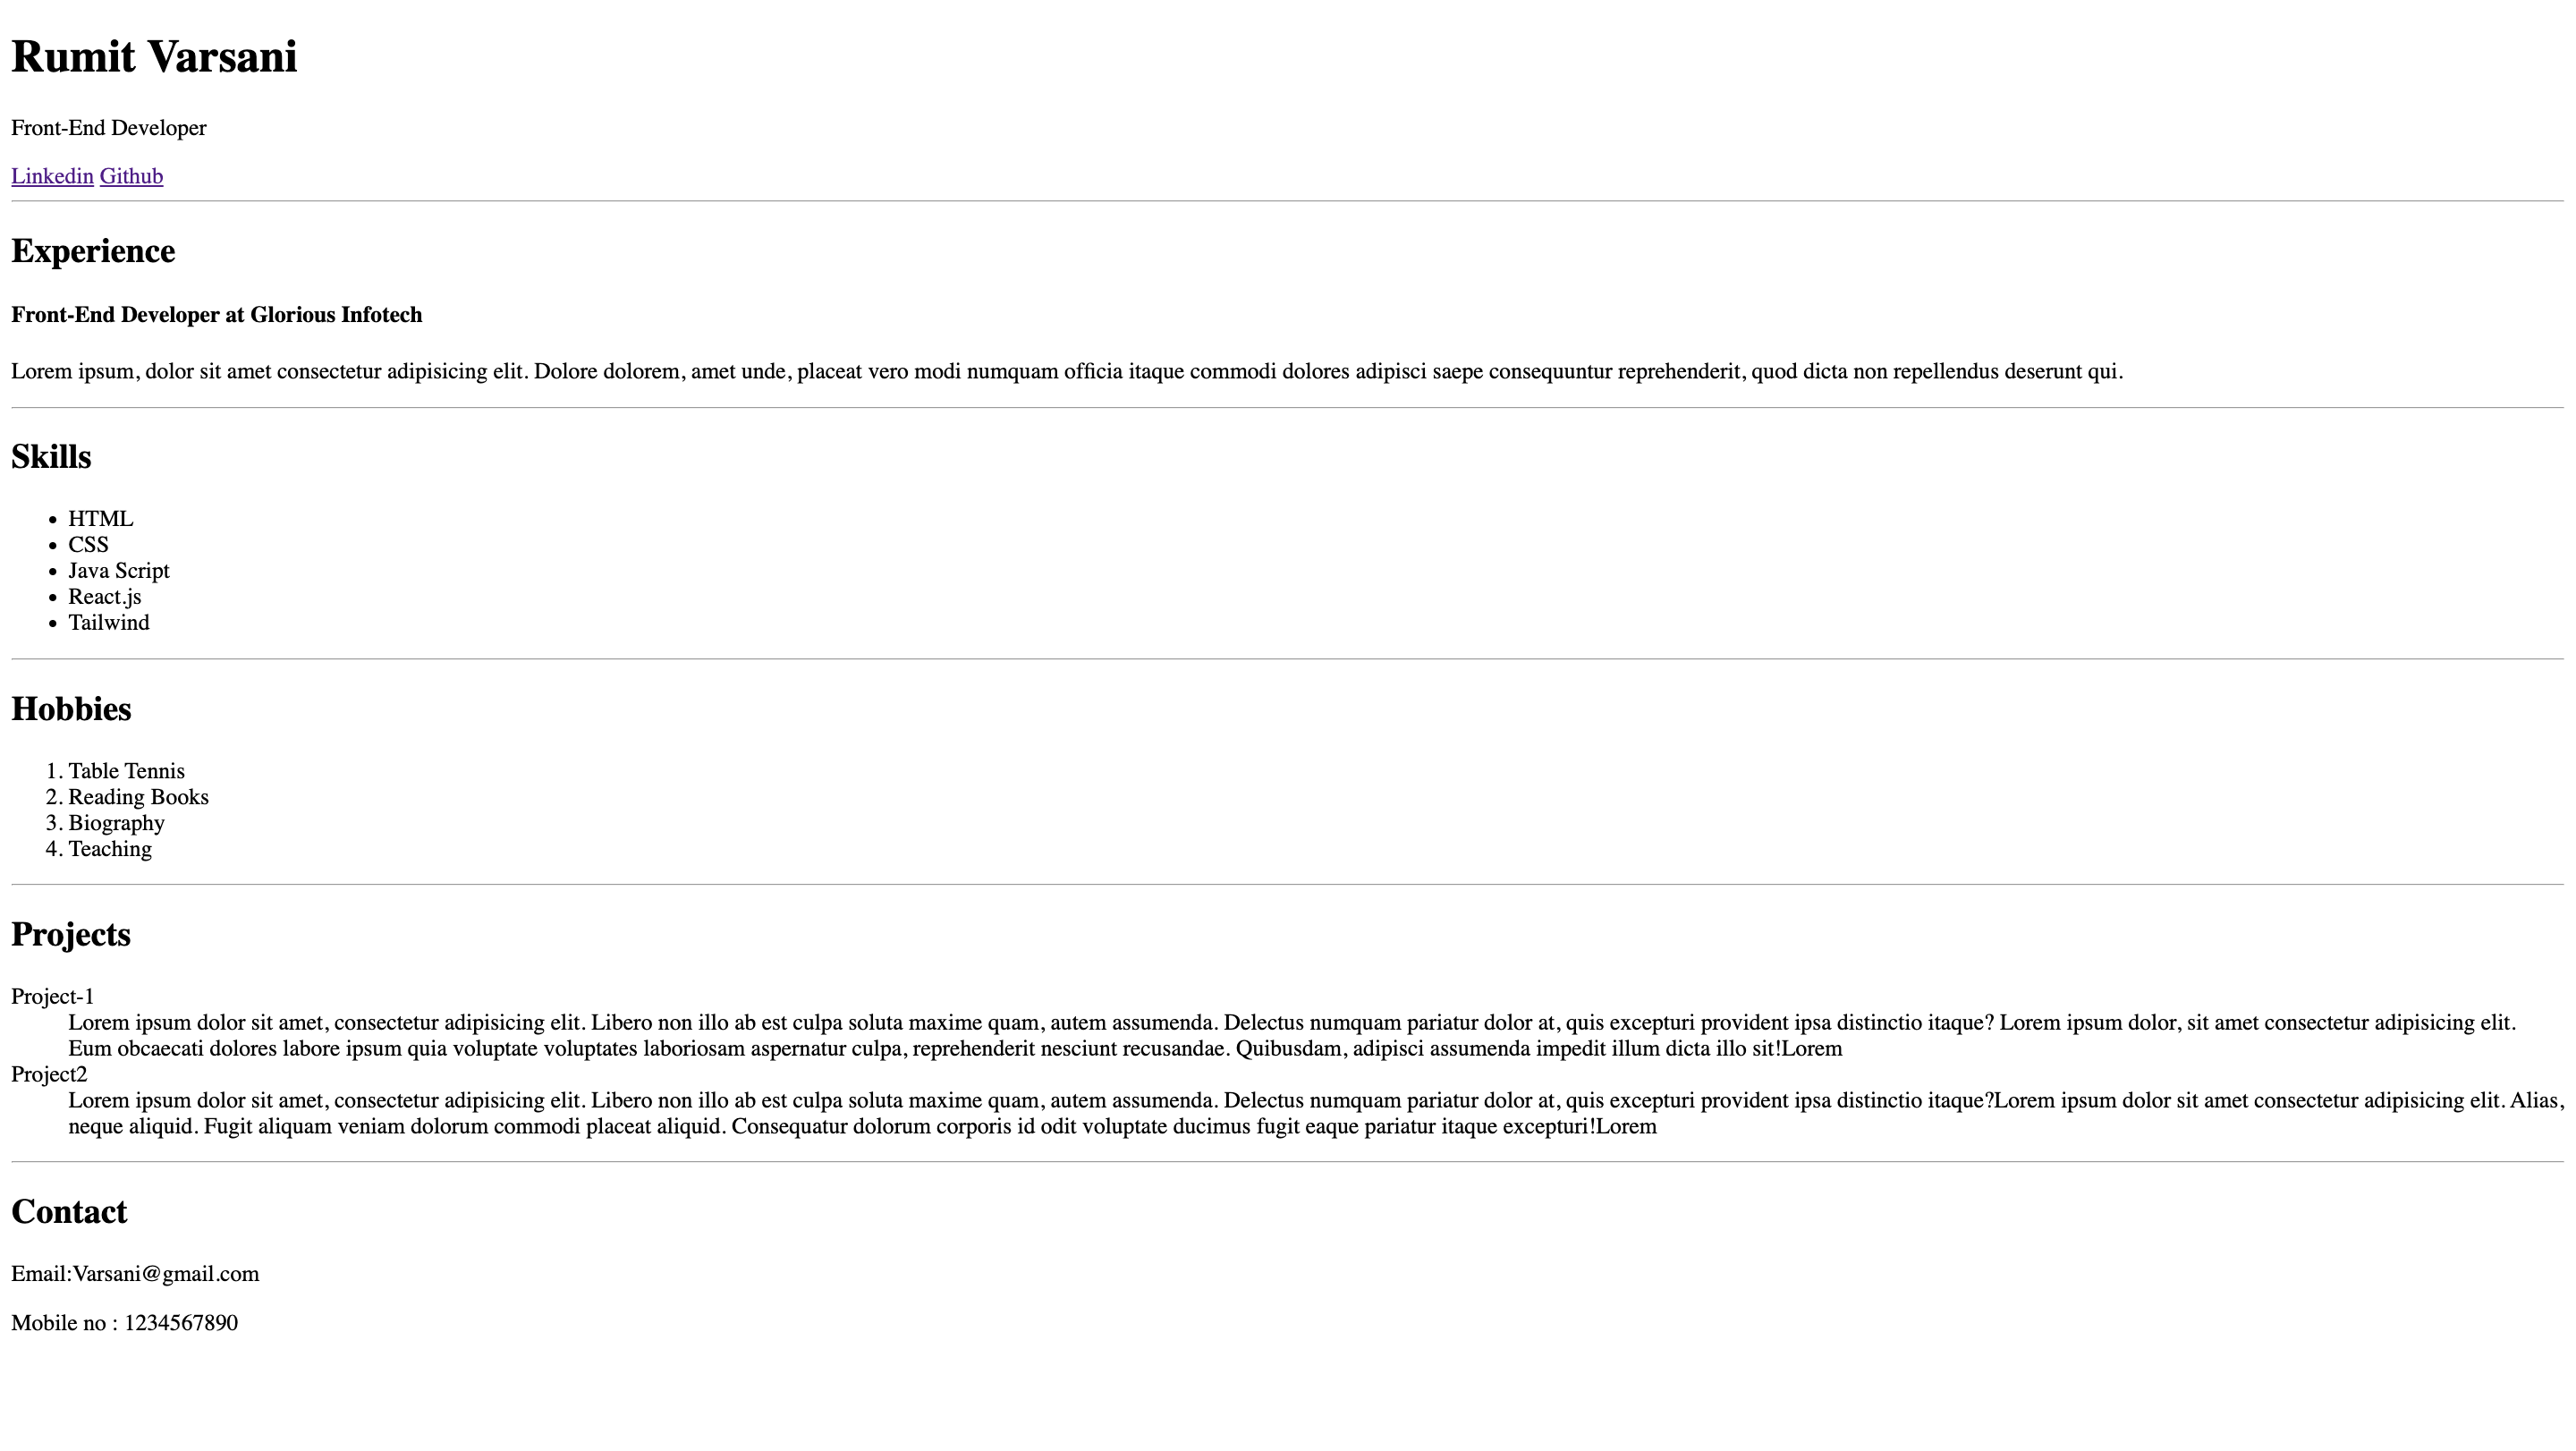 Rumit Varsani
Front-End Developer
Linkedin Github
Experience
Front-End Developer at Glorious Infotech
Lorem ipsum, dolor sit amet consectetur adipisicing elit. Dolore dolorem, amet unde, placeat vero modi numquam officia itaque commodi dolores adipisci saepe consequuntur reprehenderit, quod dicta non repellendus deserunt qui.
Skills
• HTML
• CSS
• Java Script
• React.js
• Tailwind
Hobbies
1. Table Tennis
2. Reading Books
3. Biography
4. Teaching
Projects
Project-1
Lorem ipsum dolor sit amet, consectetur adipisicing elit. Libero non illo ab est culpa soluta maxime quam, autem assumenda. Delectus numquam pariatur dolor at, quis excepturi provident ipsa distinctio itaque? Lorem ipsum dolor, sit amet consectetur adipisicing elit.
Eum obcaecati dolores labore ipsum quia voluptate voluptates laboriosam aspernatur culpa, reprehenderit nesciunt recusandae. Quibusdam, adipisci assumenda impedit illum dicta illo sit!Lorem
Project2
Lorem ipsum dolor sit amet, consectetur adipisicing elit. Libero non illo ab est culpa soluta maxime quam, autem assumenda. Delectus numquam pariatur dolor at, quis excepturi provident ipsa distinctio itaque?Lorem ipsum dolor sit amet consectetur adipisicing elit. Alias,
neque aliquid. Fugit aliquam veniam dolorum commodi placeat aliquid. Consequatur dolorum corporis id odit voluptate ducimus fugit eaque pariatur itaque excepturi!Lorem
Contact
Email:Varsani@gmail.com
Mobile no : 1234567890